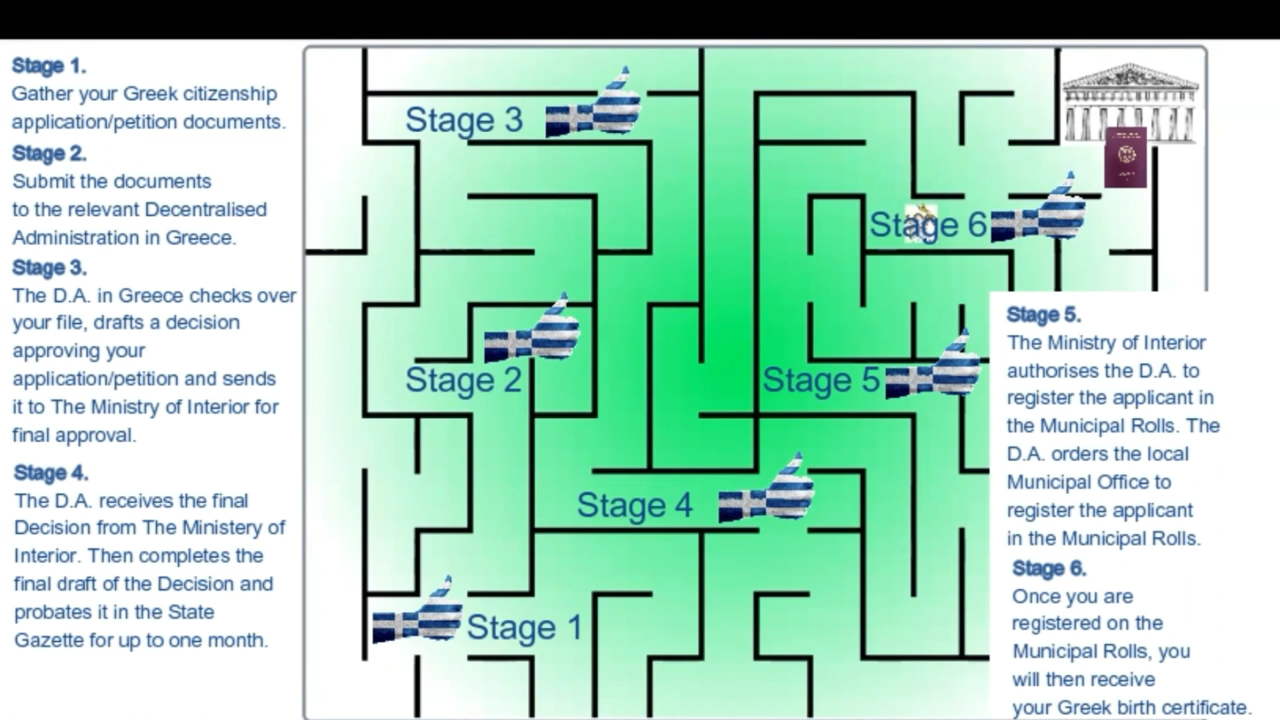 Stage 1.
Gather your Greek citizenship
application/petition documents.
Stage 2.
Submit the documents
to the relevant Decentralised
Administration in Greece.
Stage 3.
The D.A. in Greece checks over
your file, drafts a decision
approving your
application/petition and sends
it to The Ministry of Interior for
final approval.
Stage 4.
The D.A. receives the final
Decision from The Ministery of
Interior. Then completes the
final draft of the Decision and
probates it in the State
Gazette for up to one month.
Stage 3
Stage 6
Stage 2
Stage 5
Stage 4
Stage 1
Stage 5.
The Ministry of Interior
authorises the D.A. to
register the applicant in
the Municipal Rolls. The
D.A. orders the local
Municipal Office to
register the applicant
in the Municipal Rolls.
Stage 6.
Once you are
registered on the
Municipal Rolls, you
will then receive
your Greek birth certificate.